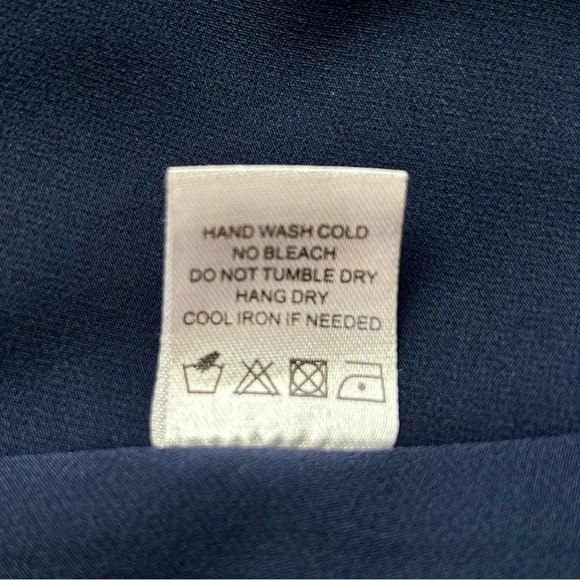 HAND WASH COLD
NO BLEACH
DO NOT TUMBLE DRY
HANG DRY
COOL IRON IF NEEDED